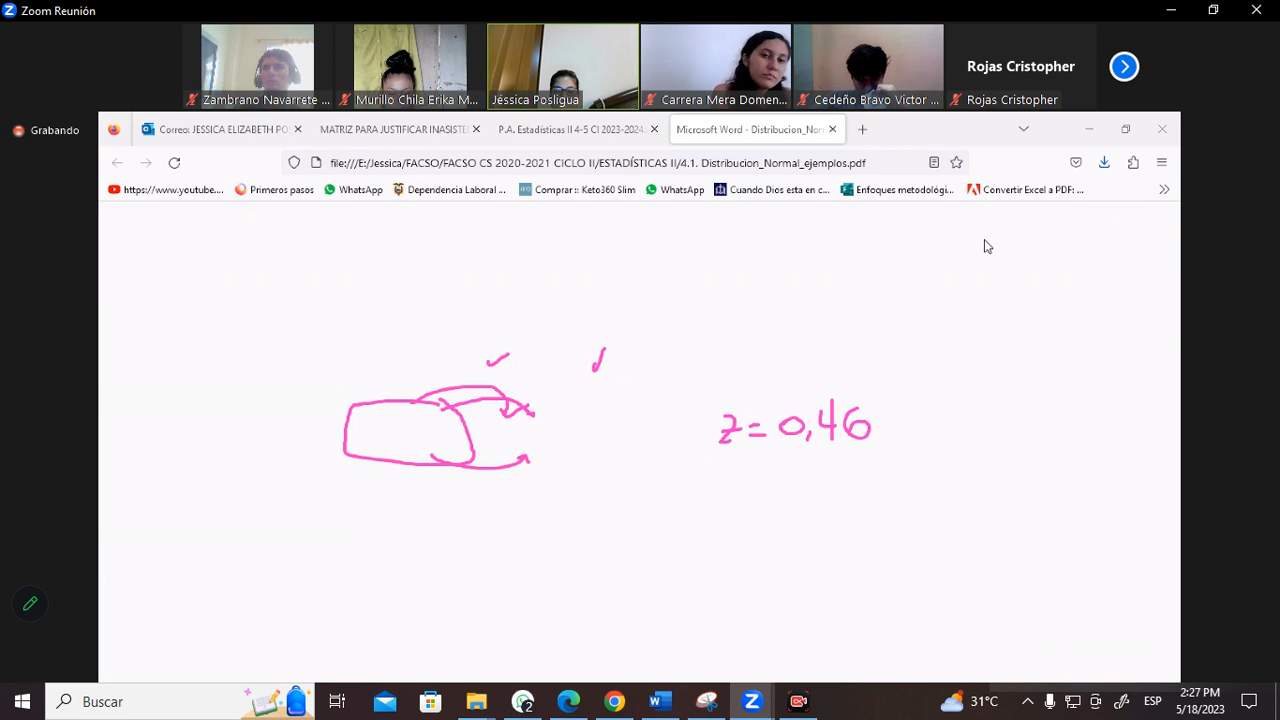 Zoom Reunión
Zambrano Navarrete ...
Murillo Chila Erika M...
Jéssica Posligua
Carrera Mera Domen...
Cedeño Bravo Victor ...
Rojas Cristopher
Rojas Cristopher
Grabando
Correo: JESSICA ELIZABETH PO
MATRIZ PARA JUSTIFICAR INASISTE
P.A. Estadísticas II 4-5 CI 2023-2024
Microsoft Word - Distribucion_Nor
file:///E:/Jessica/FACSO/FACSO CS 2020-2021 CICLO II/ESTADÍSTICAS II/4.1. Distribucion_Normal_ejemplos.pdf
https://www.youtube....
Primeros pasos
WhatsApp
Dependencia Laboral ...
Comprar :: Keto360 Slim
WhatsApp
Cuando Dios esta en c...
Enfoques metodológi...
Convertir Excel a PDF: ...
z = 0,46
Buscar
2
31°C
ESP
2:27 PM
5/18/2023